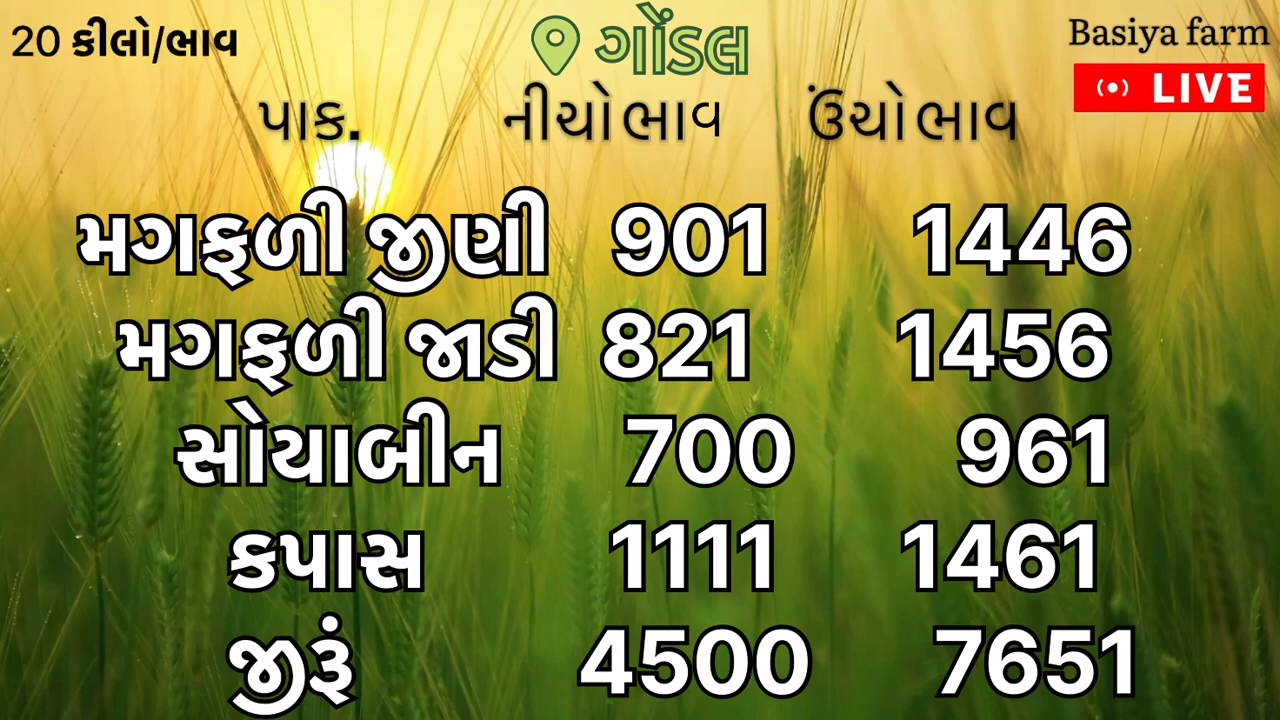 20 કીલો/ભાવ
ગોંડલ
Basiya farm
LIVE
પાક. નીચો ભાવ ઉંચો ભાવ
મગફળી જીણી 901 1446
મગફળી જાડી 821 1456
સોયાબીન 700 961
કપાસ 1111 1461
જીરૂં 4500 7651